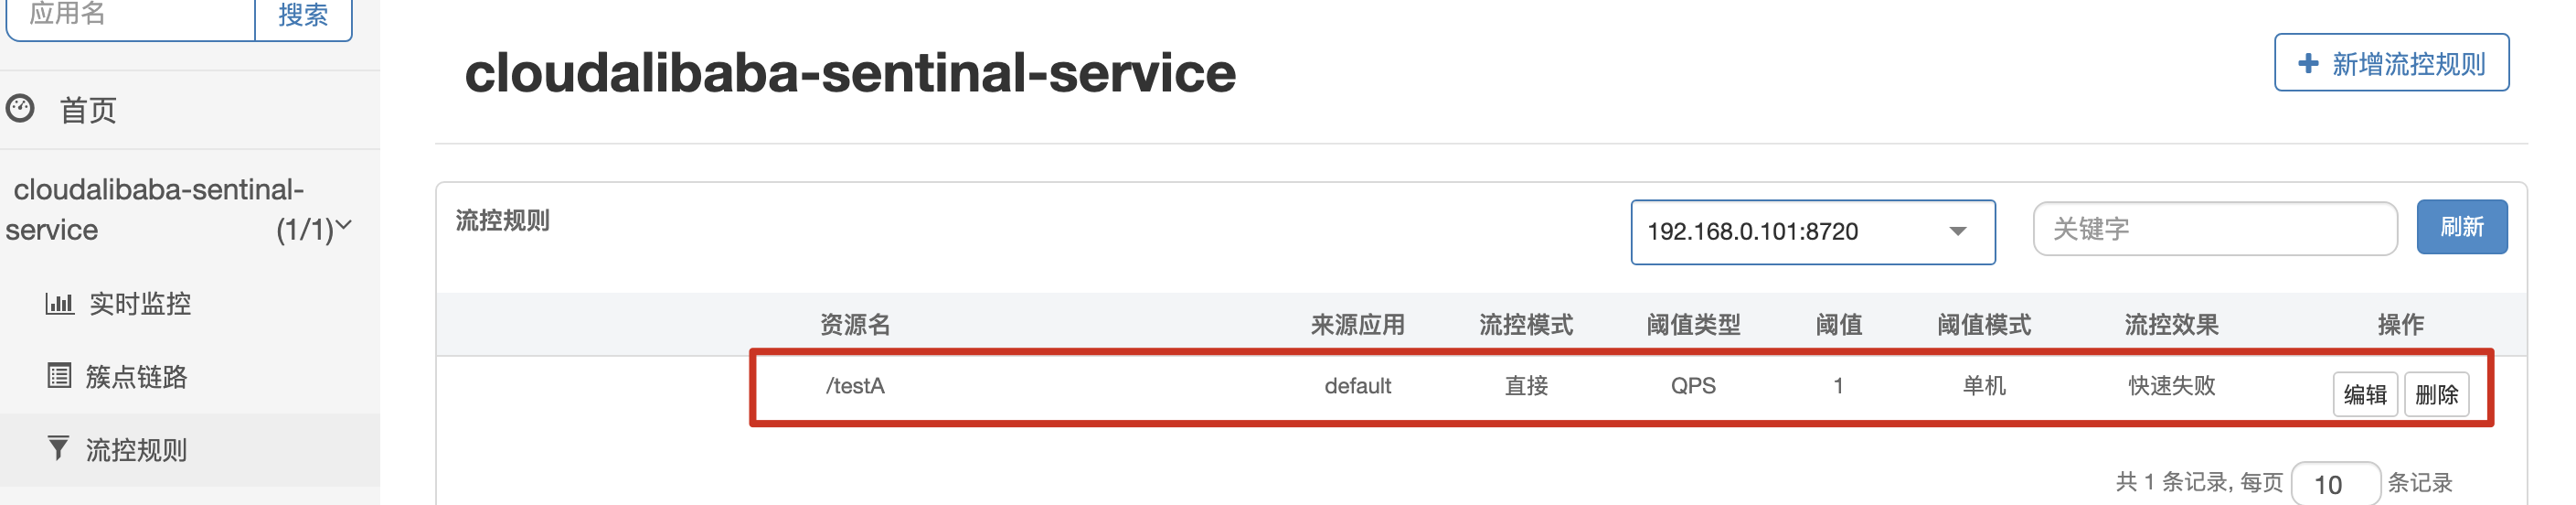 应用名 搜索
首页
cloudalibaba-sentinal-
service (1/1)
实时监控
簇点链路
流控规则
cloudalibaba-sentinal-service
新增流控规则
流控规则 192.168.0.101:8720 关键字 刷新
资源名 来源应用 流控模式 阈值类型 阈值 阈值模式 流控效果 操作
/testA default 直接 QPS 1 单机 快速失败 编辑 删除
共 1 条记录, 每页 10 条记录